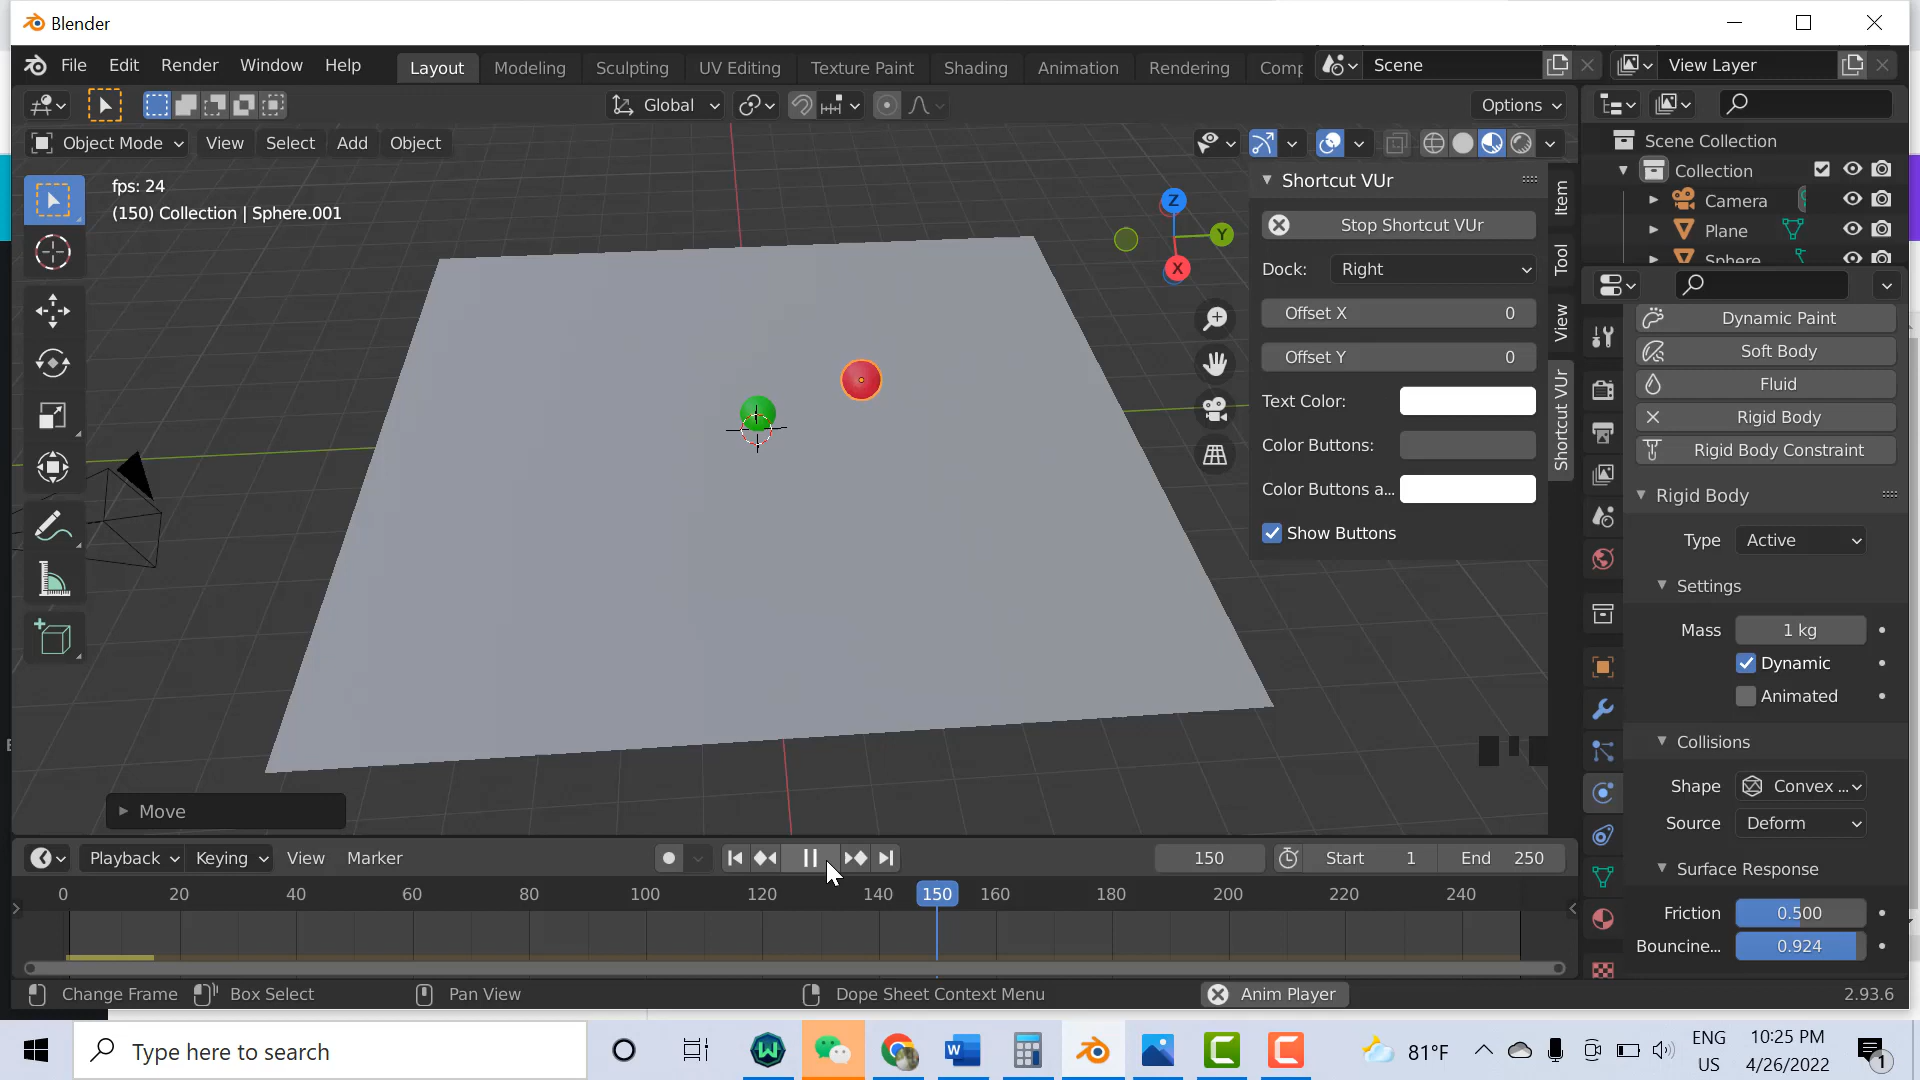 Blender
File Edit Render Window Help Layout Modeling Sculpting UV Editing Texture Paint Shading Animation Rendering Comp Scene View Layer
Global Options
Object Mode View Select Add Object
fps: 24
(150) Collection | Sphere.001
Z
Y
X
Shortcut VUr
Stop Shortcut VUr
Dock: Right
Offset X 0
Offset Y 0
Text Color:
Color Buttons:
Color Buttons a...
Show Buttons
Item
Tool
View
Shortcut VUr
Scene Collection
Collection
Camera
Plane
Sphere
Dynamic Paint
Soft Body
Fluid
Rigid Body
Rigid Body Constraint
Rigid Body
Type Active
Settings
Mass 1 kg
Dynamic
Animated
Collisions
Shape Convex ...
Source Deform
Surface Response
Friction 0.500
Bouncine... 0.924
Move
Playback Keying View Marker 150 Start 1 End 250
0 20 40 60 80 100 120 140 150 160 180 200 220 240
Change Frame Box Select Pan View Dope Sheet Context Menu Anim Player 2.93.6
Type here to search
81°F
ENG
US
10:25 PM
4/26/2022
1